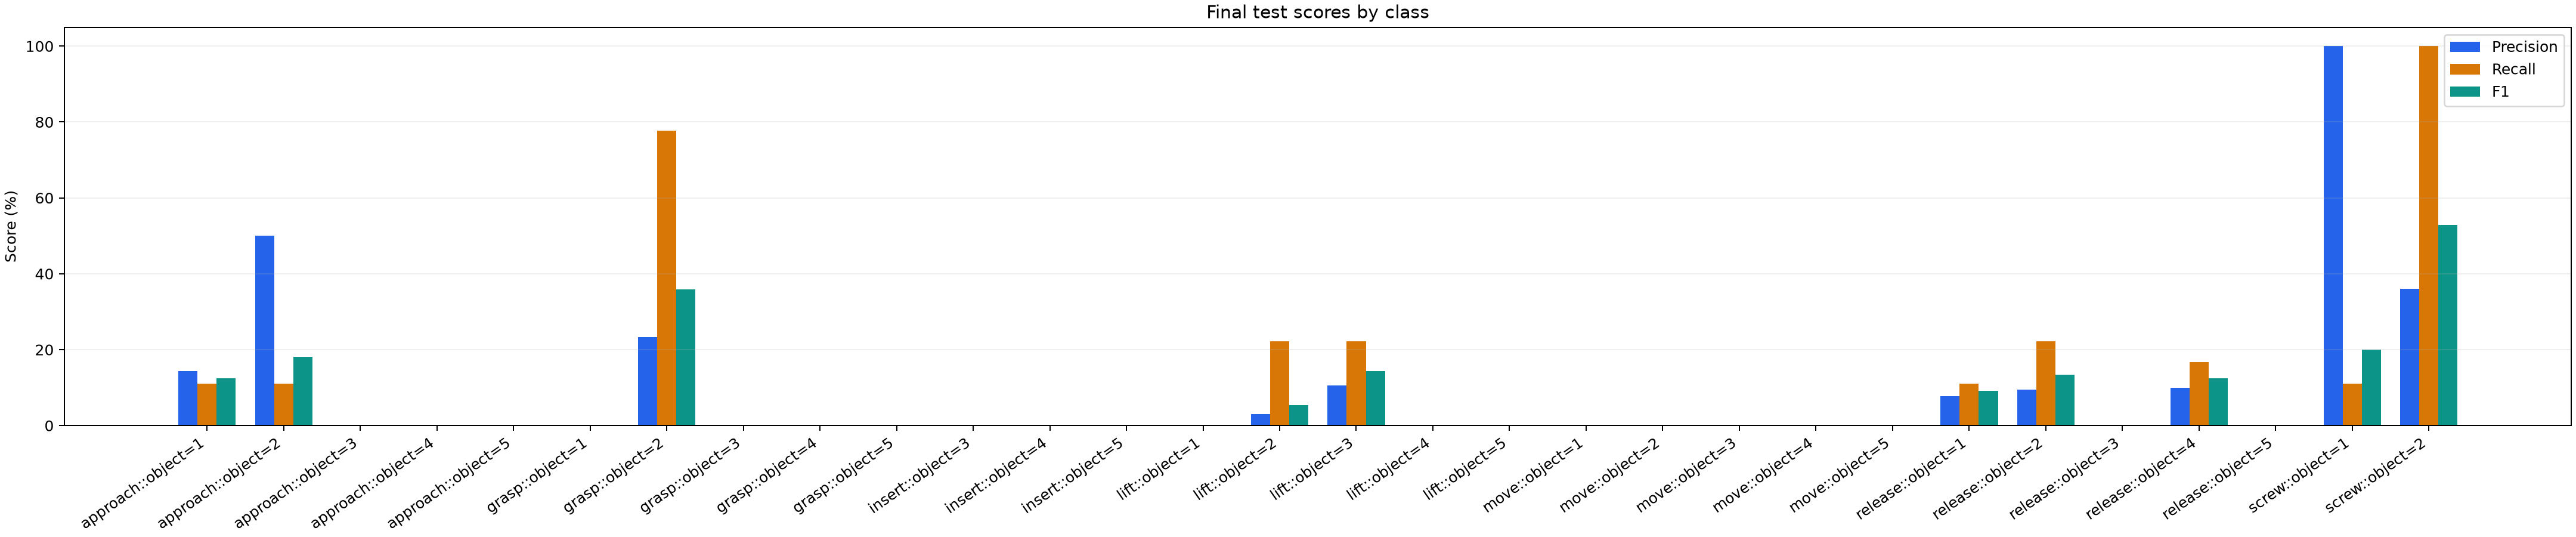 Final test scores by class
Precision
Recall
F1
Score (%)
100
80
60
40
20
0
approach::object=1
approach::object=2
approach::object=3
approach::object=4
approach::object=5
grasp::object=1
grasp::object=2
grasp::object=3
grasp::object=4
grasp::object=5
insert::object=3
insert::object=4
insert::object=5
lift::object=1
lift::object=2
lift::object=3
lift::object=4
lift::object=5
move::object=1
move::object=2
move::object=3
move::object=4
move::object=5
release::object=1
release::object=2
release::object=3
release::object=4
release::object=5
screw::object=1
screw::object=2